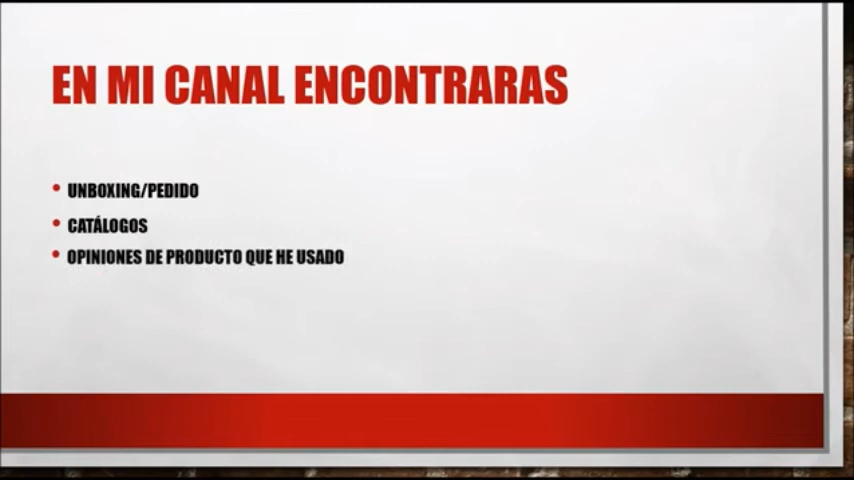 EN MI CANAL ENCONTRARAS
• UNBOXING/PEDIDO
• CATÁLOGOS
• OPINIONES DE PRODUCTO QUE HE USADO